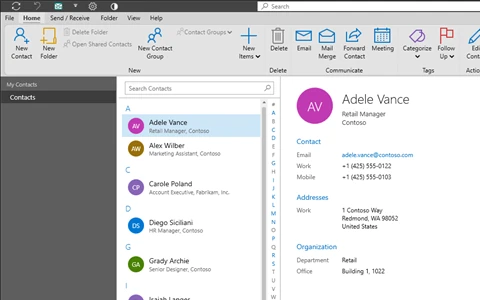 Search
File Home Send / Receive Folder View Help
New Contact
New Folder
Delete Folder
Open Shared Contacts
New Contact Group
Contact Groups
New Items
Delete
Email
Mail Merge
Forward Contact
Meeting
Categorize
Follow Up
Edit
New Delete Communicate Tags
My Contacts
Contacts
Search Contacts
A
AV
Adele Vance
Retail Manager, Contoso
AW
Alex Wilber
Marketing Assistant, Contoso
C
CP
Carole Poland
Account Executive, Fabrikam, Inc.
D
DS
Diego Siciliani
HR Manager, Contoso
G
GA
Grady Archie
Senior Designer, Contoso
I
Isaiah Langer
#
A
B
C
D
E
F
G
H
I
J
K
L
M
N
O
P
Q
R
S
T
AV
Adele Vance
Retail Manager
Contoso
Contact
Email adele.vance@contoso.com
Work +1 (425) 555-0122
Mobile +1 (425) 555-0103
Addresses
Work 1 Contoso Way
Redmond, WA 98052
United States
Organization
Department Retail
Office Building 1, 1022